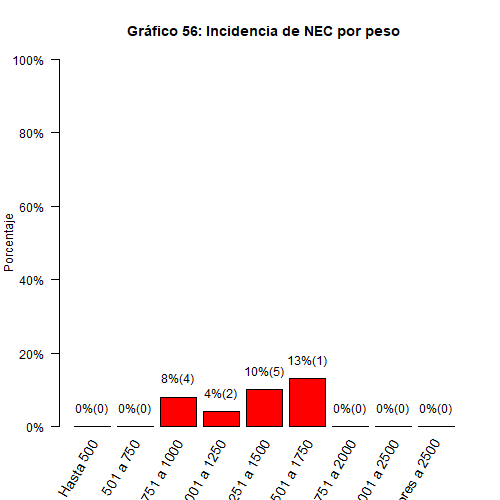 Gráfico 56: Incidencia de NEC por peso
Porcentaje
100%
80%
60%
40%
20%
0%
0%(0)
0%(0)
8%(4)
4%(2)
10%(5)
13%(1)
0%(0)
0%(0)
0%(0)
Hasta 500
501 a 750
751 a 1000
001 a 1250
251 a 1500
501 a 1750
751 a 2000
001 a 2500
ores a 2500